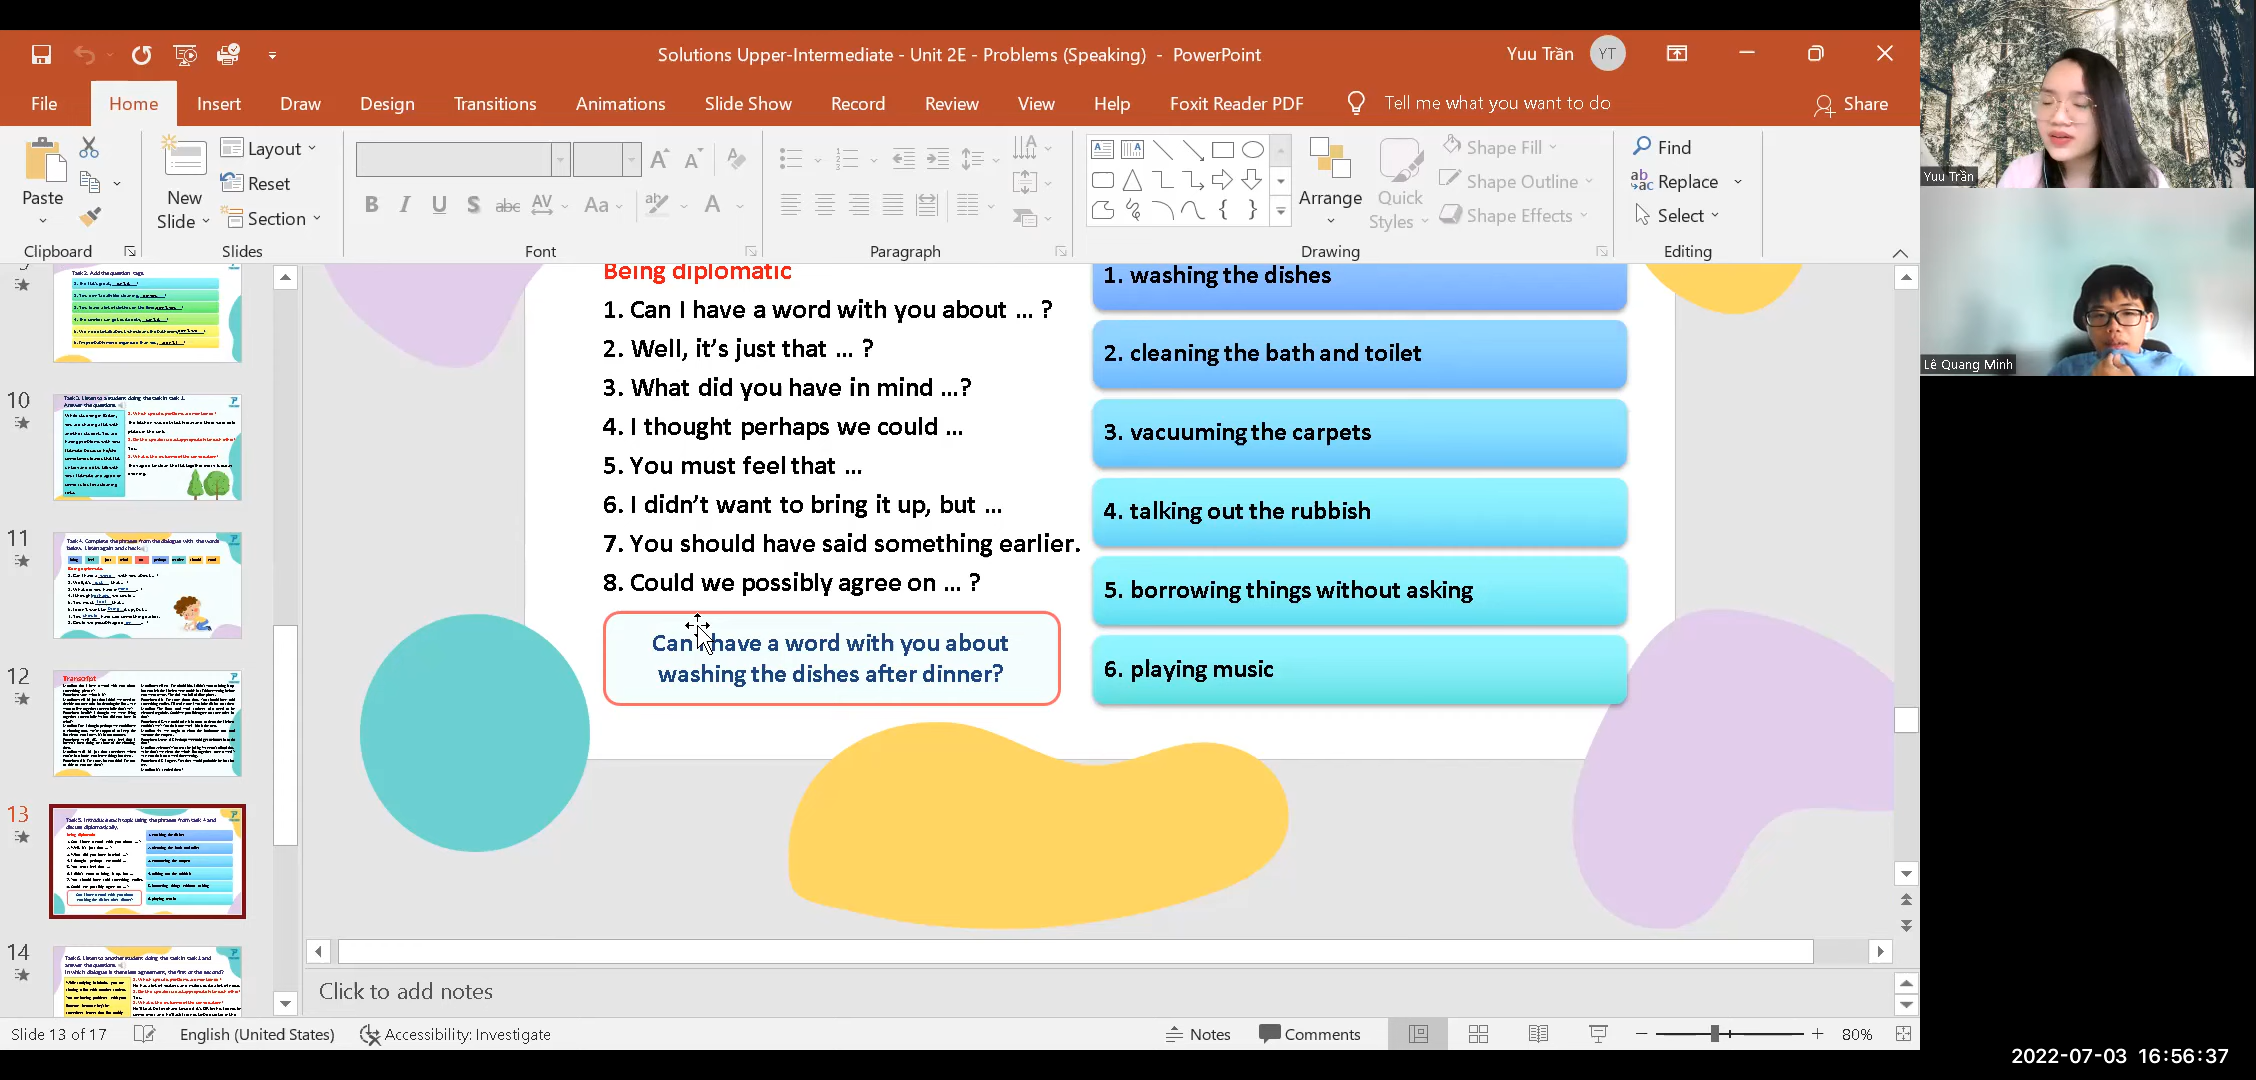 Solutions Upper-Intermediate - Unit 2E - Problems (Speaking) - PowerPoint
Yuu Trần
YT
File
Home
Insert
Draw
Design
Transitions
Animations
Slide Show
Record
Review
View
Help
Foxit Reader PDF
Tell me what you want to do
Share
Paste
New
Slide
Layout
Reset
Section
Arrange
Quick
Styles
Shape Fill
Shape Outline
Shape Effects
Find
Replace
Select
Clipboard
Slides
Font
Paragraph
Drawing
Editing
Being diplomatic
1. Can I have a word with you about ... ?
2. Well, it’s just that ... ?
3. What did you have in mind ...?
4. I thought perhaps we could ...
5. You must feel that ...
6. I didn’t want to bring it up, but ...
7. You should have said something earlier.
8. Could we possibly agree on ... ?
Can I have a word with you about
washing the dishes after dinner?
1. washing the dishes
2. cleaning the bath and toilet
3. vacuuming the carpets
4. talking out the rubbish
5. borrowing things without asking
6. playing music
10
11
12
13
14
Click to add notes
Slide 13 of 17
English (United States)
Accessibility: Investigate
Notes
Comments
80%
Yuu Trần
Lê Quang Minh
2022-07-03 16:56:37